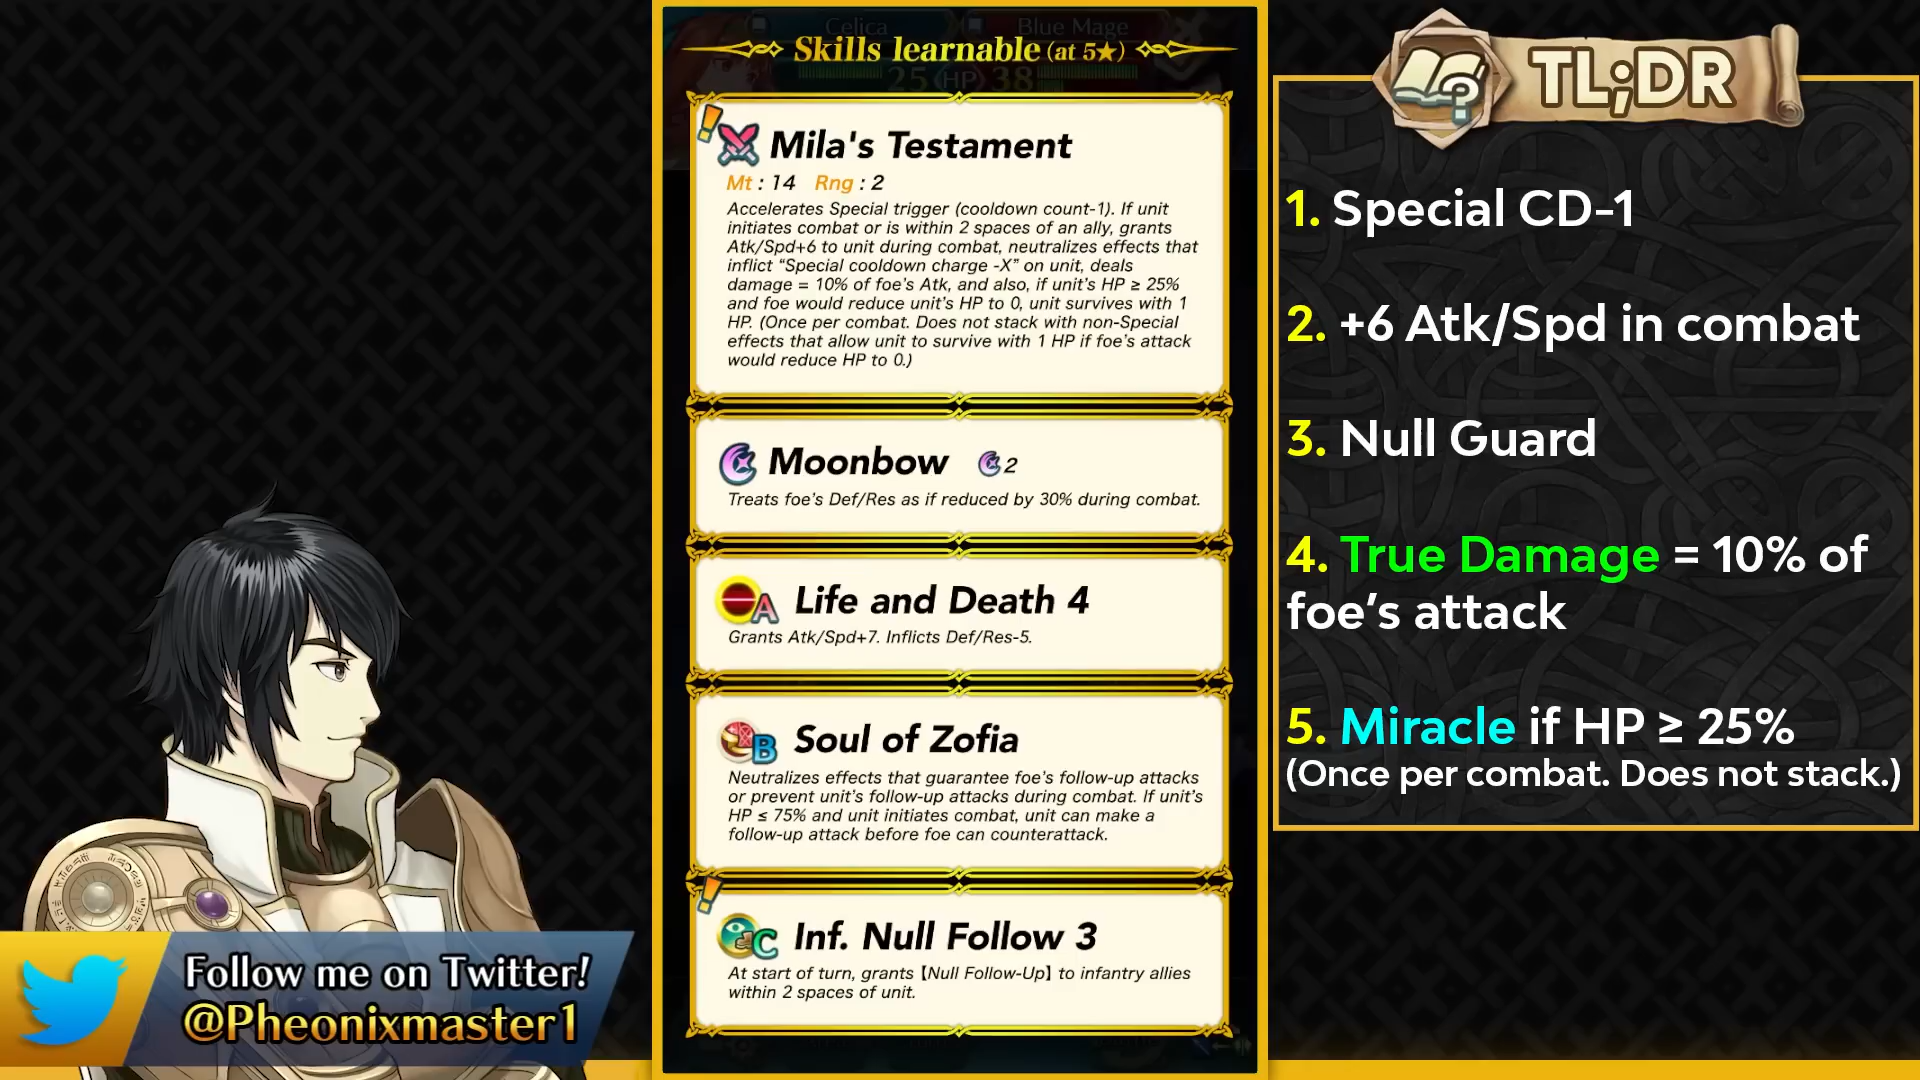 Celica
Blue Mage
Skills learnable (at 5★)
25 HP 38
Mila's Testament
Mt : 14 Rng : 2
Accelerates Special trigger (cooldown count-1). If unit
initiates combat or is within 2 spaces of an ally, grants
Atk/Spd+6 to unit during combat, neutralizes effects that
inflict “Special cooldown charge -X” on unit, deals
damage = 10% of foe's Atk, and also, if unit's HP ≥ 25%
and foe would reduce unit's HP to 0, unit survives with 1
HP. (Once per combat. Does not stack with non-Special
effects that allow unit to survive with 1 HP if foe's attack
would reduce HP to 0.)
Moonbow 2
Treats foe's Def/Res as if reduced by 30% during combat.
A Life and Death 4
Grants Atk/Spd+7. Inflicts Def/Res-5.
B Soul of Zofia
Neutralizes effects that guarantee foe's follow-up attacks
or prevent unit's follow-up attacks during combat. If unit's
HP ≤ 75% and unit initiates combat, unit can make a
follow-up attack before foe can counterattack.
C Inf. Null Follow 3
At start of turn, grants【Null Follow-Up】to infantry allies
within 2 spaces of unit.
TL;DR
1. Special CD-1
2. +6 Atk/Spd in combat
3. Null Guard
4. True Damage = 10% of
foe's attack
5. Miracle if HP ≥ 25%
(Once per combat. Does not stack.)
Follow me on Twitter!
@Pheonixmaster1